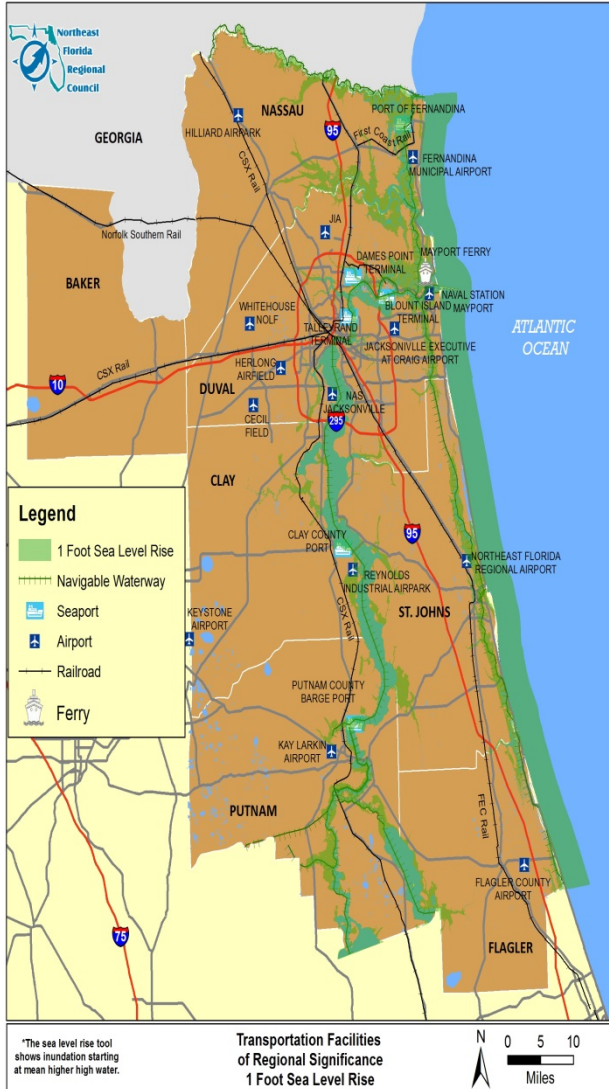 Northeast
Florida
Regional
Council
GEORGIA
NASSAU
HILLIARD AIRPARK
95
First Coast Rail
PORT OF FERNANDINA
FERNANDINA
MUNICIPAL AIRPORT
CSX Rail
Norfolk Southern Rail
JIA
DAMES POINT
TERMINAL
MAYPORT FERRY
BAKER
WHITEHOUSE
NOLF
TALLEYRAND
TERMINAL
BLOUNT ISLAND
TERMINAL
NAVAL STATION
MAYPORT
JACKSONIVLLE EXECUTIVE
AT CRAIG AIRPORT
ATLANTIC
OCEAN
CSX Rail
10
HERLONG
AIRFIELD
DUVAL
CECIL
FIELD
NAS
JACKSONVILLE
295
CLAY
Legend
1 Foot Sea Level Rise
Navigable Waterway
Seaport
Airport
Railroad
Ferry
CLAY COUNTY
PORT
95
NORTHEAST FLORIDA
REGIONAL AIRPORT
REYNOLDS
INDUSTRIAL AIRPARK
KEYSTONE
AIRPORT
CSX Rail
ST. JOHNS
PUTNAM COUNTY
BARGE PORT
KAY LARKIN
AIRPORT
PUTNAM
FEC Rail
FLAGLER COUNTY
AIRPORT
75
FLAGLER
*The sea level rise tool
shows inundation starting
at mean higher high water.
Transportation Facilities
of Regional Significance
1 Foot Sea Level Rise
N
0 5 10
Miles